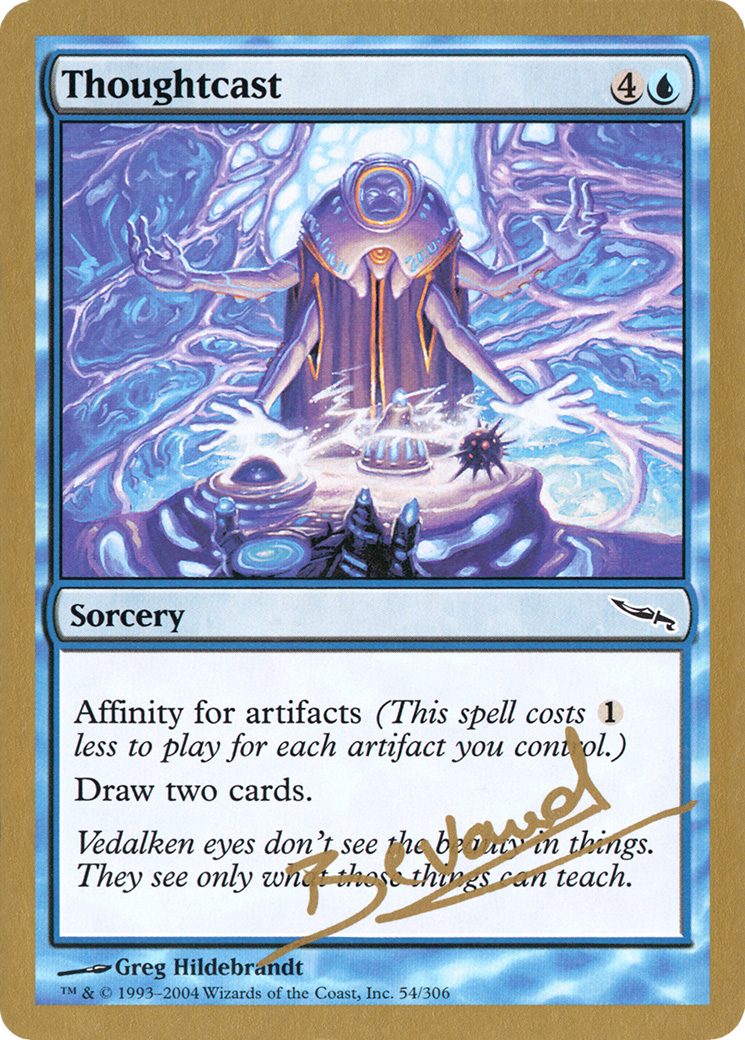 Thoughtcast 4
Sorcery
Affinity for artifacts (This spell costs 1
less to play for each artifact you control.)
Draw two cards.
Vedalken eyes don't see the beauty in things.
They see only what those things can teach.
Bevand
Greg Hildebrandt
™ & © 1993–2004 Wizards of the Coast, Inc. 54/306